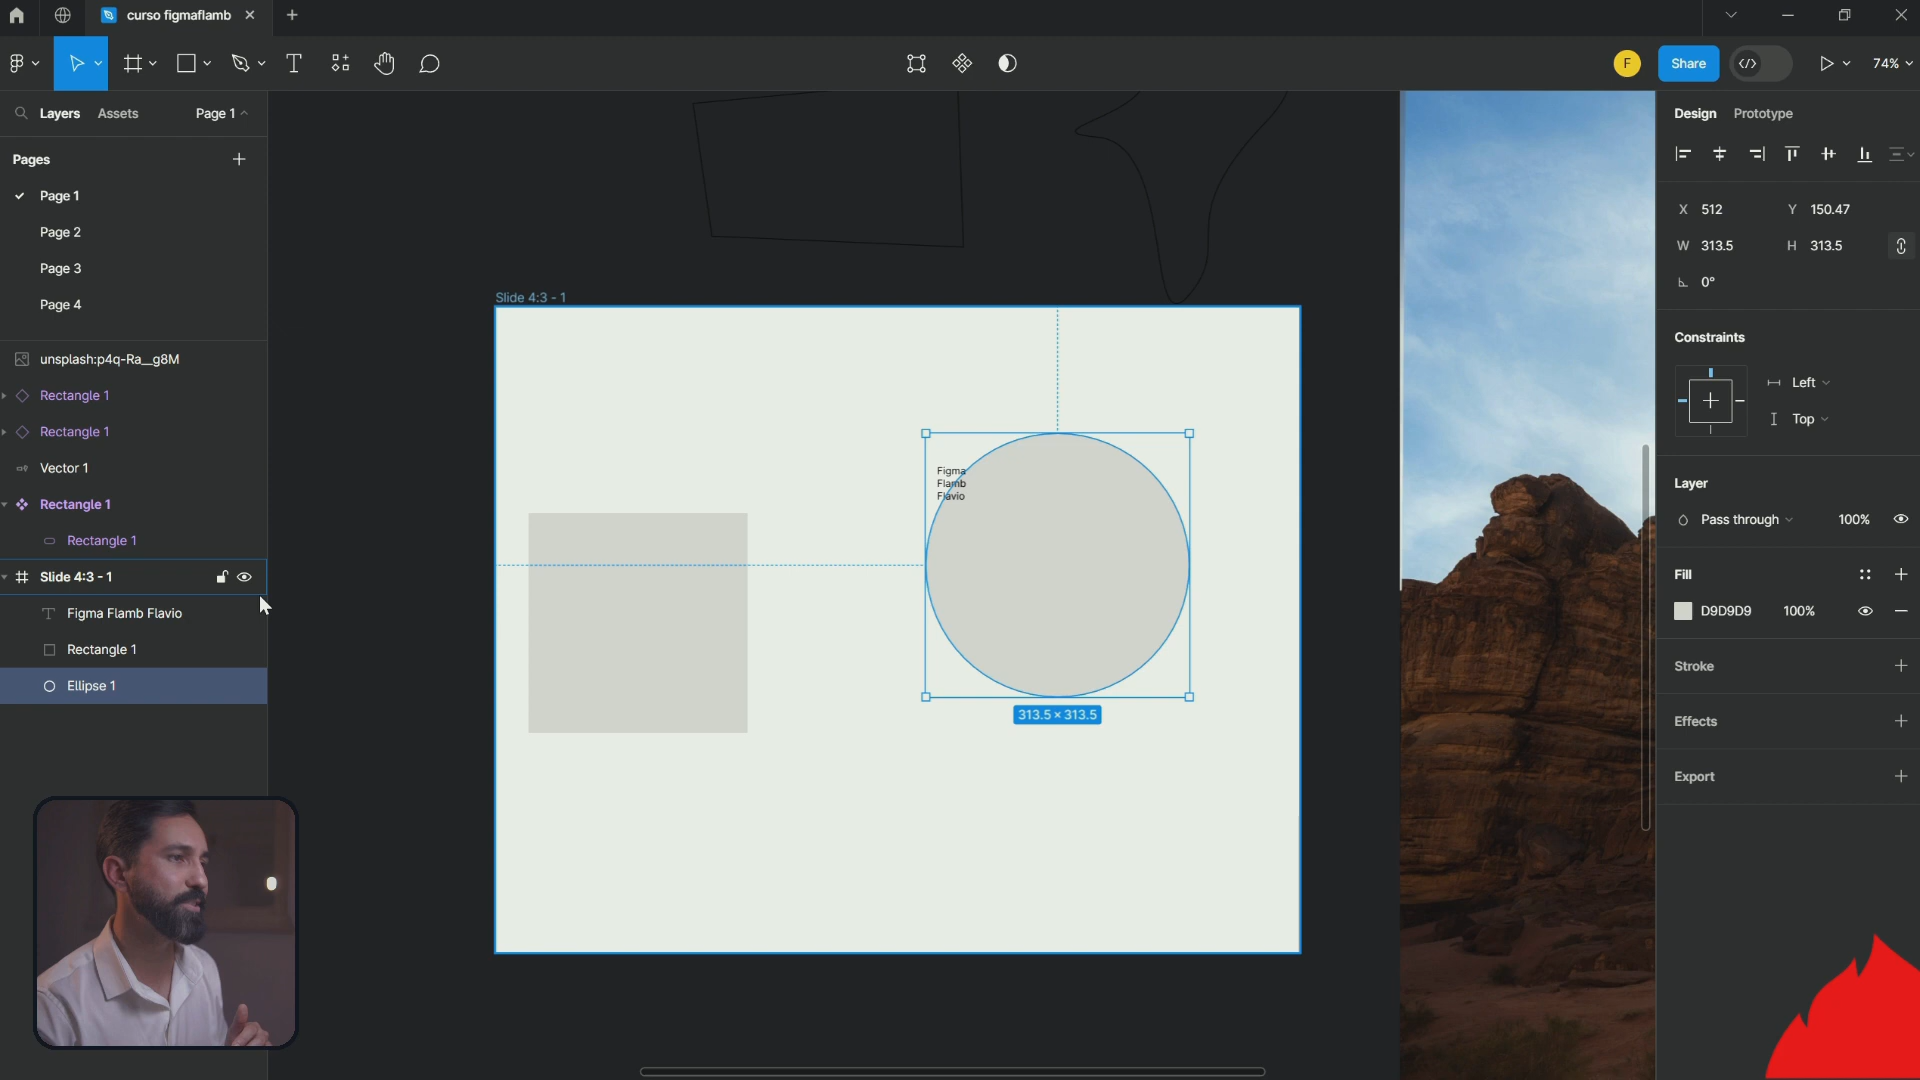 curso figmaflamb
F
Share
74%
Layers
Assets
Page 1
Design
Prototype
Pages
Page 1
Page 2
Page 3
Page 4
unsplash:p4q-Ra__g8M
Rectangle 1
Rectangle 1
Vector 1
Rectangle 1
Rectangle 1
Slide 4:3 - 1
Figma Flamb Flavio
Rectangle 1
Ellipse 1
Slide 4:3 - 1
Figma
Flamb
Flavio
313.5 × 313.5
X 512 Y 150.47
W 313.5 H 313.5
0°
Constraints
Left
Top
Layer
Pass through 100%
Fill
D9D9D9 100%
Stroke
Effects
Export